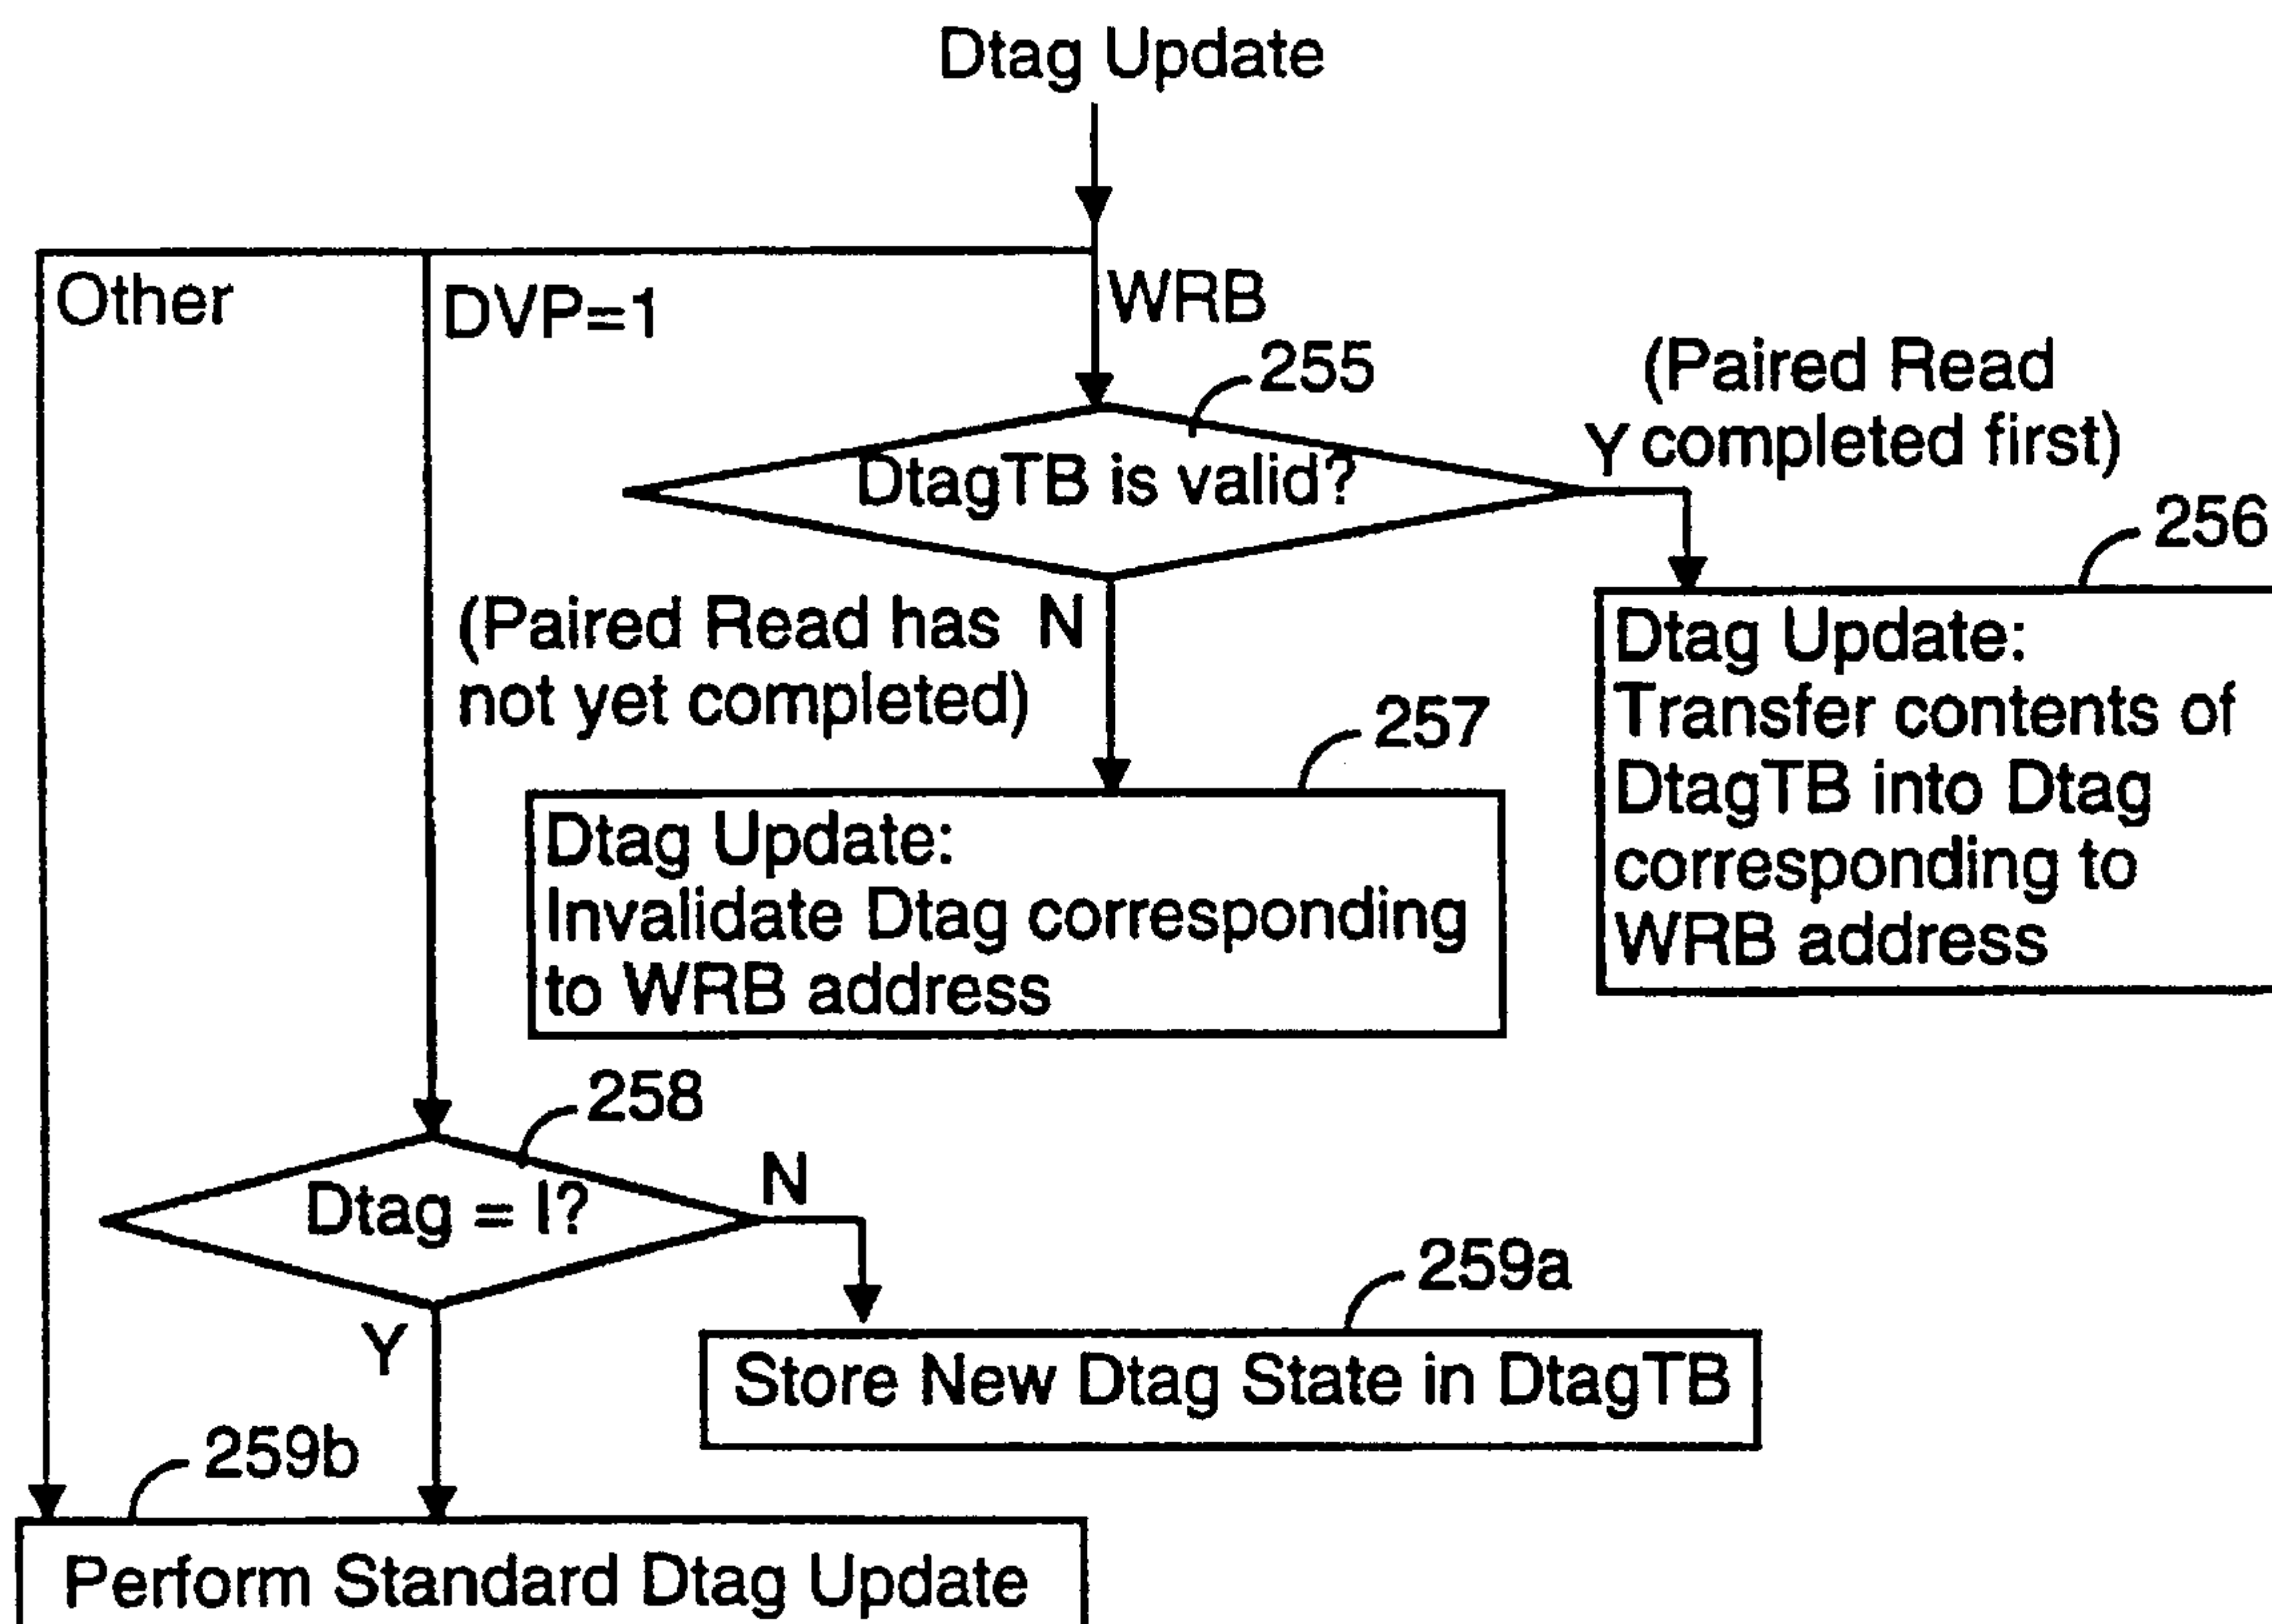 Dtag Update
Other
DVP=1
WRB
255
(Paired Read
Y completed first)
DtagTB is valid?
256
(Paired Read has N
not yet completed)
Dtag Update:
Transfer contents of
DtagTB into Dtag
corresponding to
WRB address
257
Dtag Update:
Invalidate Dtag corresponding
to WRB address
258
Dtag = I?
N
259a
Y
Store New Dtag State in DtagTB
259b
Perform Standard Dtag Update